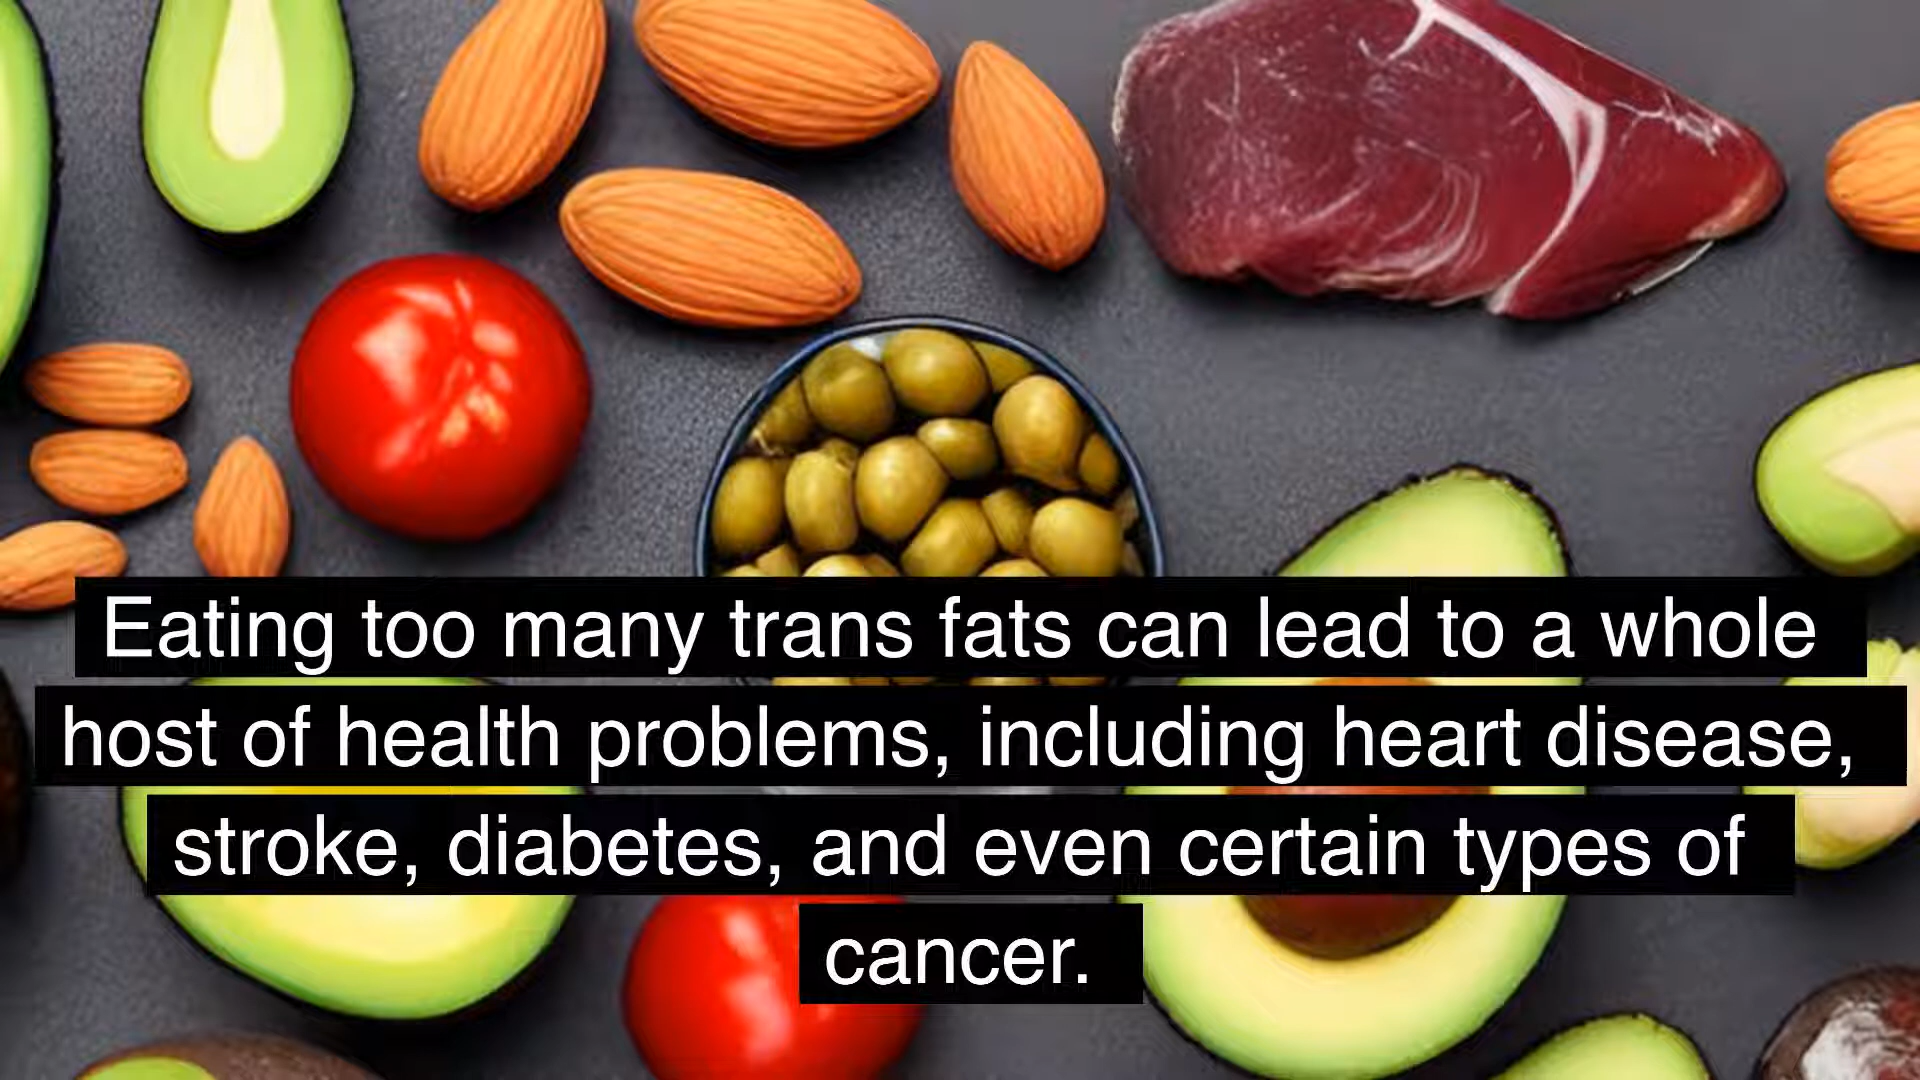 Eating too many trans fats can lead to a whole
host of health problems, including heart disease,
stroke, diabetes, and even certain types of
cancer.